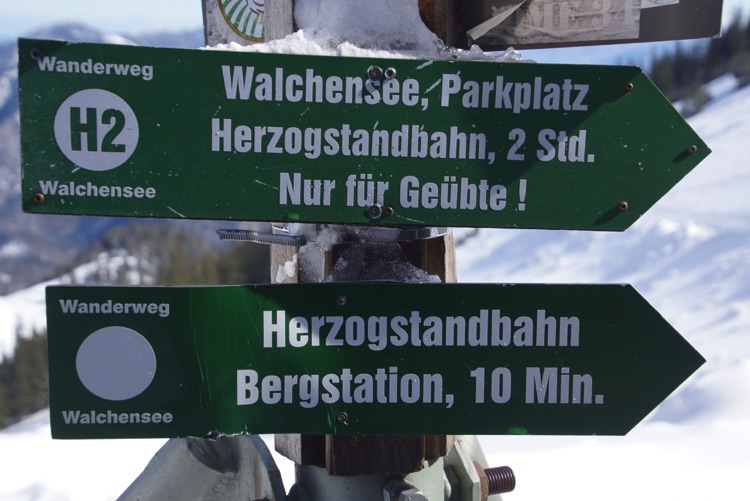 Wanderweg
H2
Walchensee
Walchensee, Parkplatz
Herzogstandbahn, 2 Std.
Nur für Geübte !
Wanderweg
Walchensee
Herzogstandbahn
Bergstation, 10 Min.